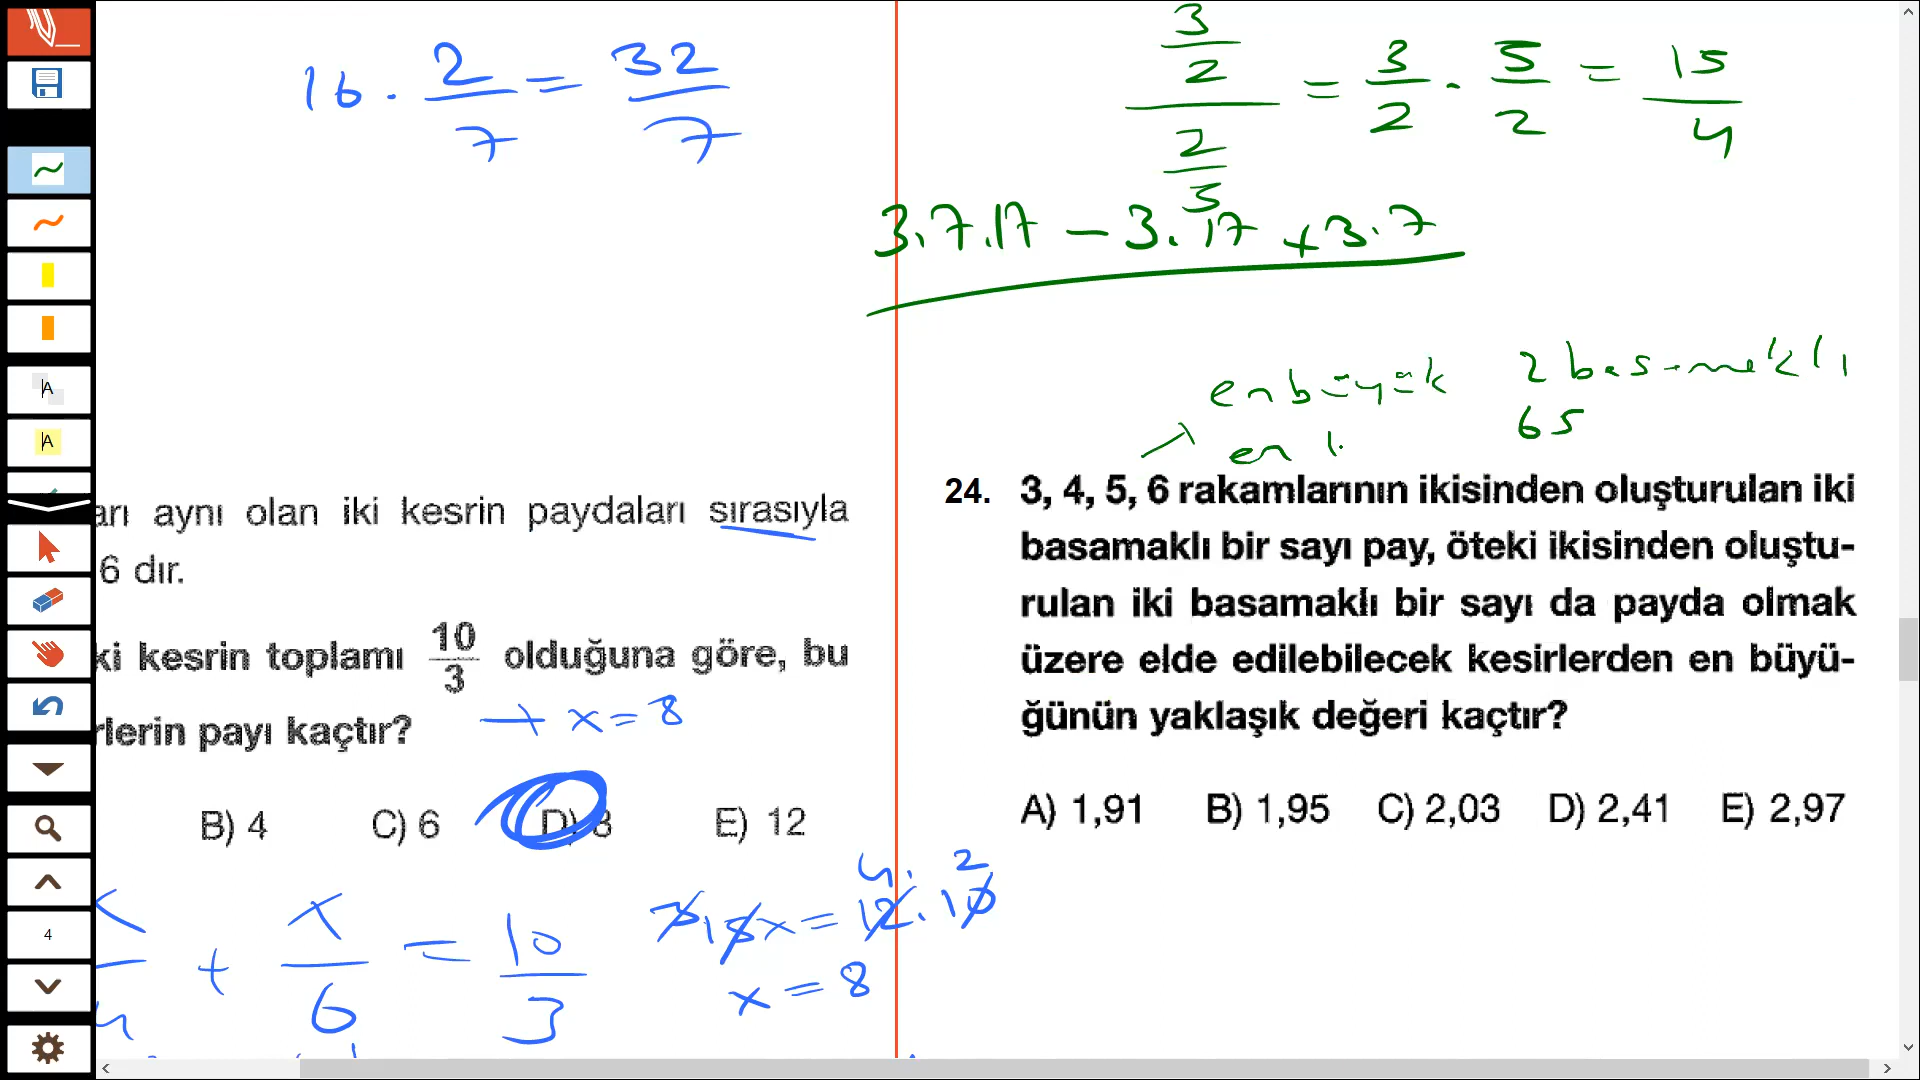 16 . 2/7 = 32/7
arı aynı olan iki kesrin paydaları sırasıyla
6 dır.
ki kesrin toplamı 10/3 olduğuna göre, bu
rlerin payı kaçtır?
→ x = 8
B) 4 C) 6 D) 8 E) 12
+ x/6 = 10/3
x = 8
3/2 = 3/2 . 5/2 = 15/4
3.7.17 - 3.17 + 3.7
en büyük 2 basamaklı
65
en
24. 3, 4, 5, 6 rakamlarının ikisinden oluşturulan iki
basamaklı bir sayı pay, öteki ikisinden oluştu-
rulan iki basamaklı bir sayı da payda olmak
üzere elde edilebilecek kesirlerden en büyü-
ğünün yaklaşık değeri kaçtır?
A) 1,91 B) 1,95 C) 2,03 D) 2,41 E) 2,97
A
A
4